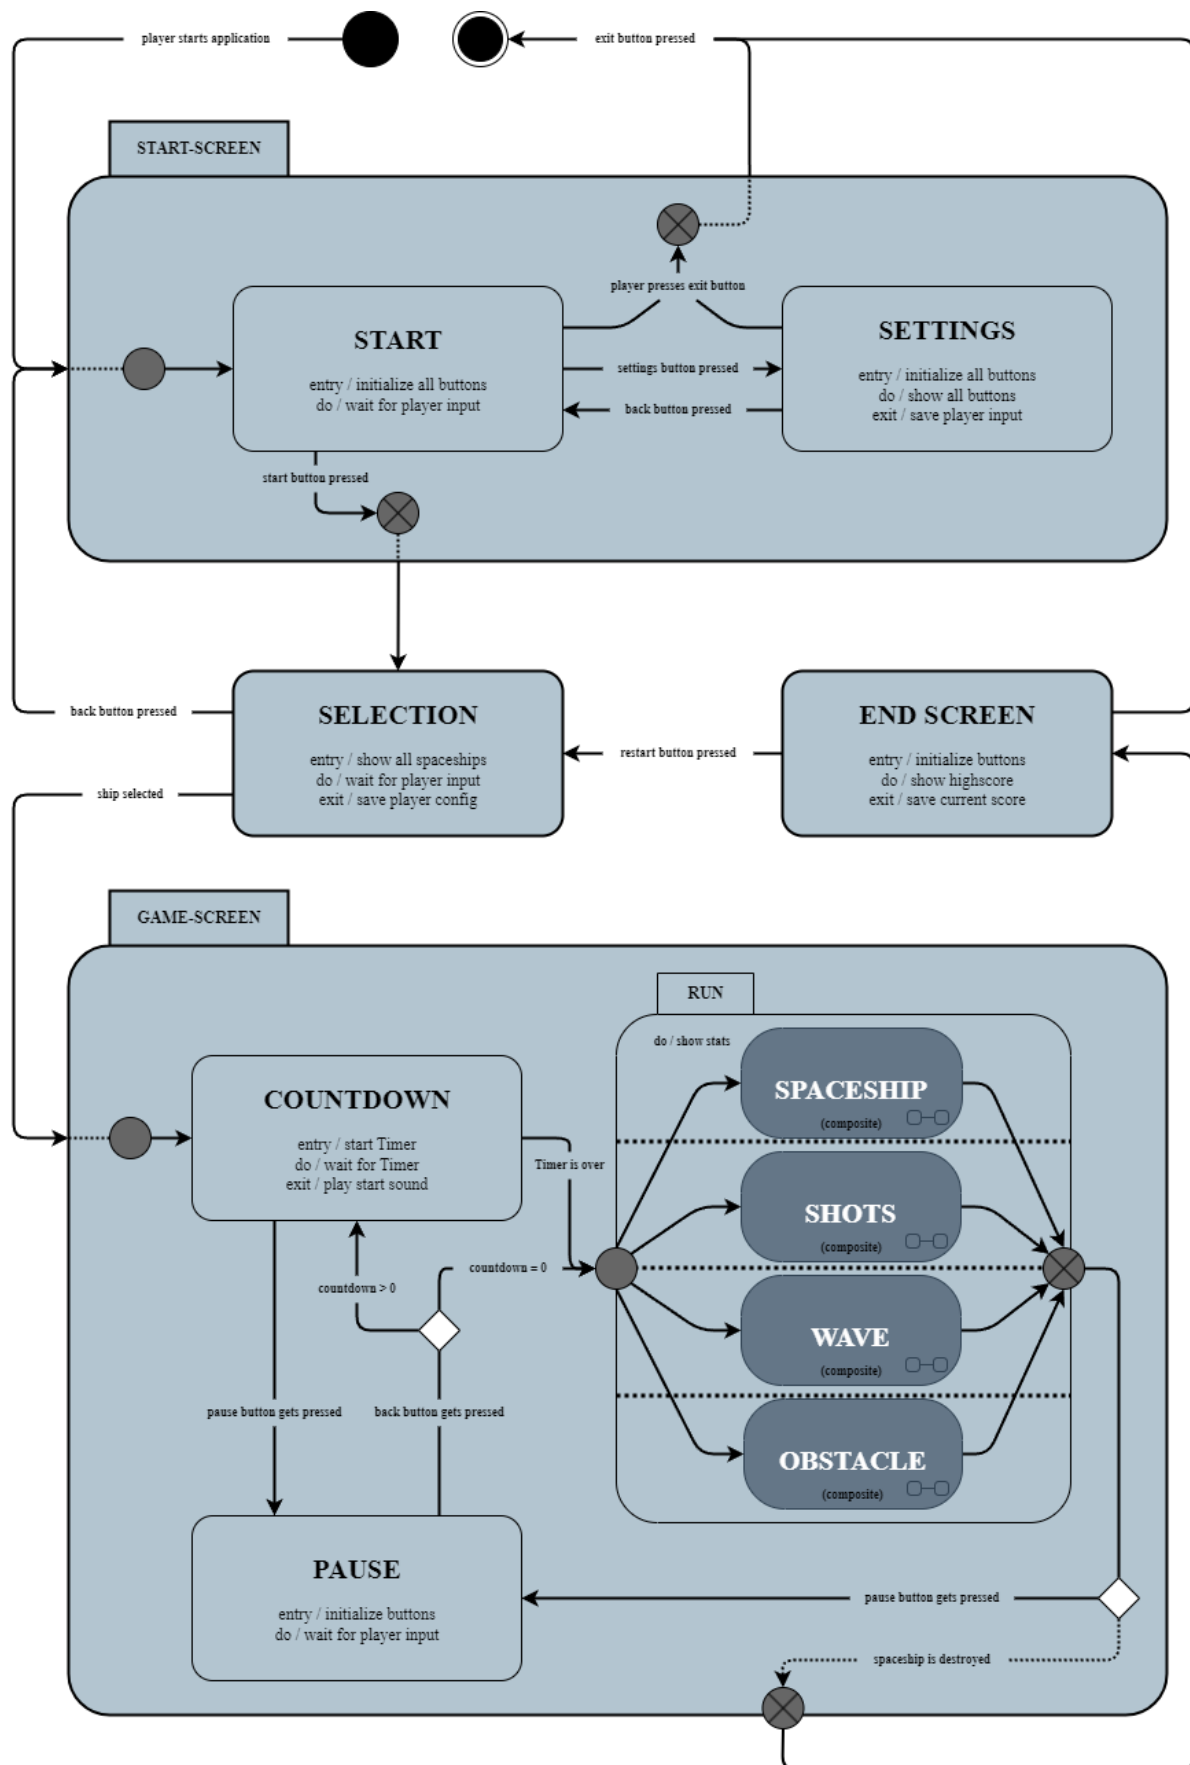 player starts application
exit button pressed
START-SCREEN
player presses exit button
START
entry / initialize all buttons
do / wait for player input
settings button pressed
back button pressed
SETTINGS
entry / initialize all buttons
do / show all buttons
exit / save player input
start button pressed
back button pressed
SELECTION
entry / show all spaceships
do / wait for player input
exit / save player config
restart button pressed
END SCREEN
entry / initialize buttons
do / show highscore
exit / save current score
ship selected
GAME-SCREEN
RUN
do / show stats
COUNTDOWN
entry / start Timer
do / wait for Timer
exit / play start sound
Timer is over
SPACESHIP
(composite)
SHOTS
(composite)
countdown > 0
countdown = 0
WAVE
(composite)
pause button gets pressed
back button gets pressed
OBSTACLE
(composite)
PAUSE
entry / initialize buttons
do / wait for player input
pause button gets pressed
spaceship is destroyed